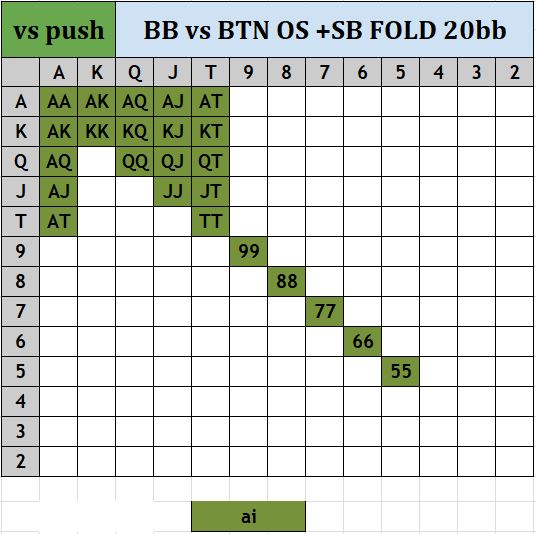 vs push BB vs BTN OS +SB FOLD 20bb
A K Q J T 9 8 7 6 5 4 3 2
A AA AK AQ AJ AT
K AK KK KQ KJ KT
Q AQ QQ QJ QT
J AJ JJ JT
T AT TT
9 99
8 88
7 77
6 66
5 55
4
3
2
ai